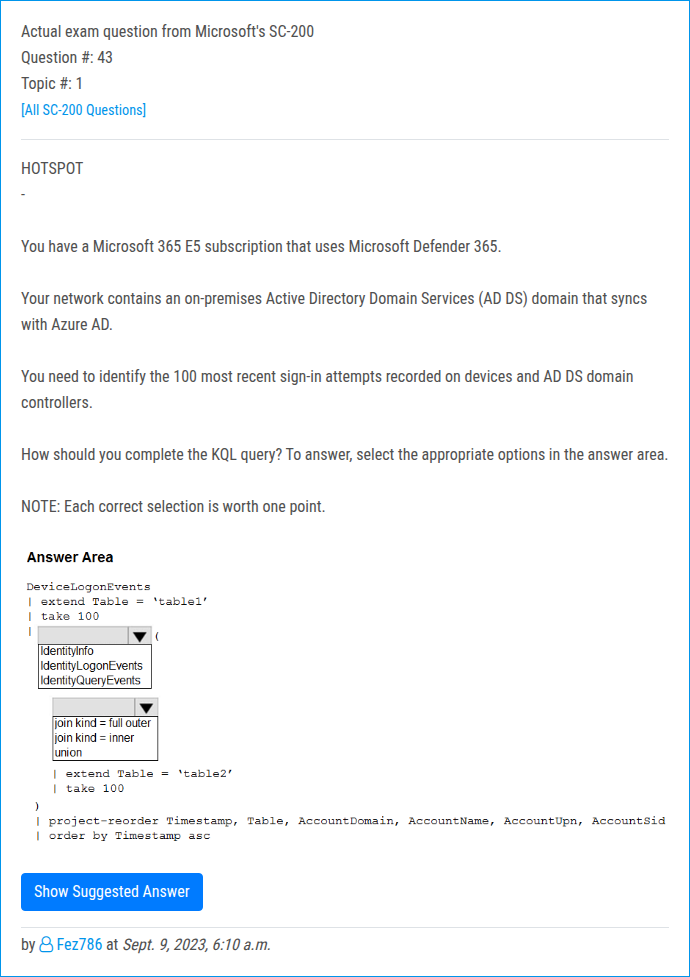 Actual exam question from Microsoft's SC-200
Question #: 43
Topic #: 1
[All SC-200 Questions]
HOTSPOT
-
You have a Microsoft 365 E5 subscription that uses Microsoft Defender 365.
Your network contains an on-premises Active Directory Domain Services (AD DS) domain that syncs
with Azure AD.
You need to identify the 100 most recent sign-in attempts recorded on devices and AD DS domain
controllers.
How should you complete the KQL query? To answer, select the appropriate options in the answer area.
NOTE: Each correct selection is worth one point.
Answer Area
DeviceLogonEvents
| extend Table = ‘table1’
| take 100
| (
IdentityInfo
IdentityLogonEvents
IdentityQueryEvents
join kind = full outer
join kind = inner
union
| extend Table = ‘table2’
| take 100
)
| project-reorder Timestamp, Table, AccountDomain, AccountName, AccountUpn, AccountSid
| order by Timestamp asc
Show Suggested Answer
by Fez786 at Sept. 9, 2023, 6:10 a.m.